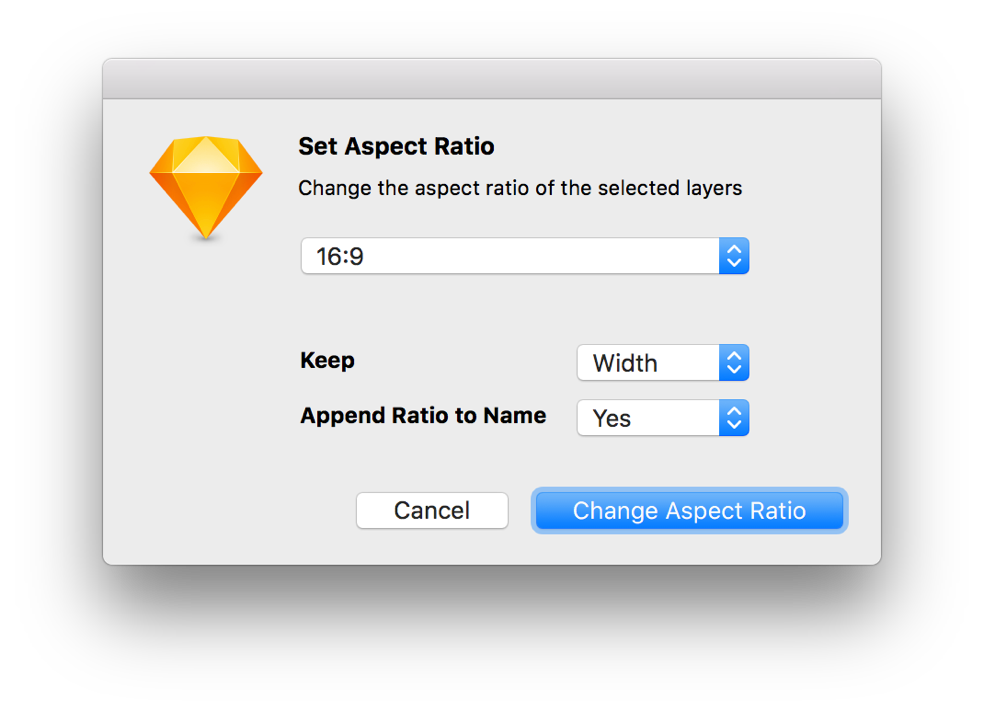 Set Aspect Ratio
Change the aspect ratio of the selected layers
16:9
Keep
Width
Append Ratio to Name
Yes
Cancel
Change Aspect Ratio